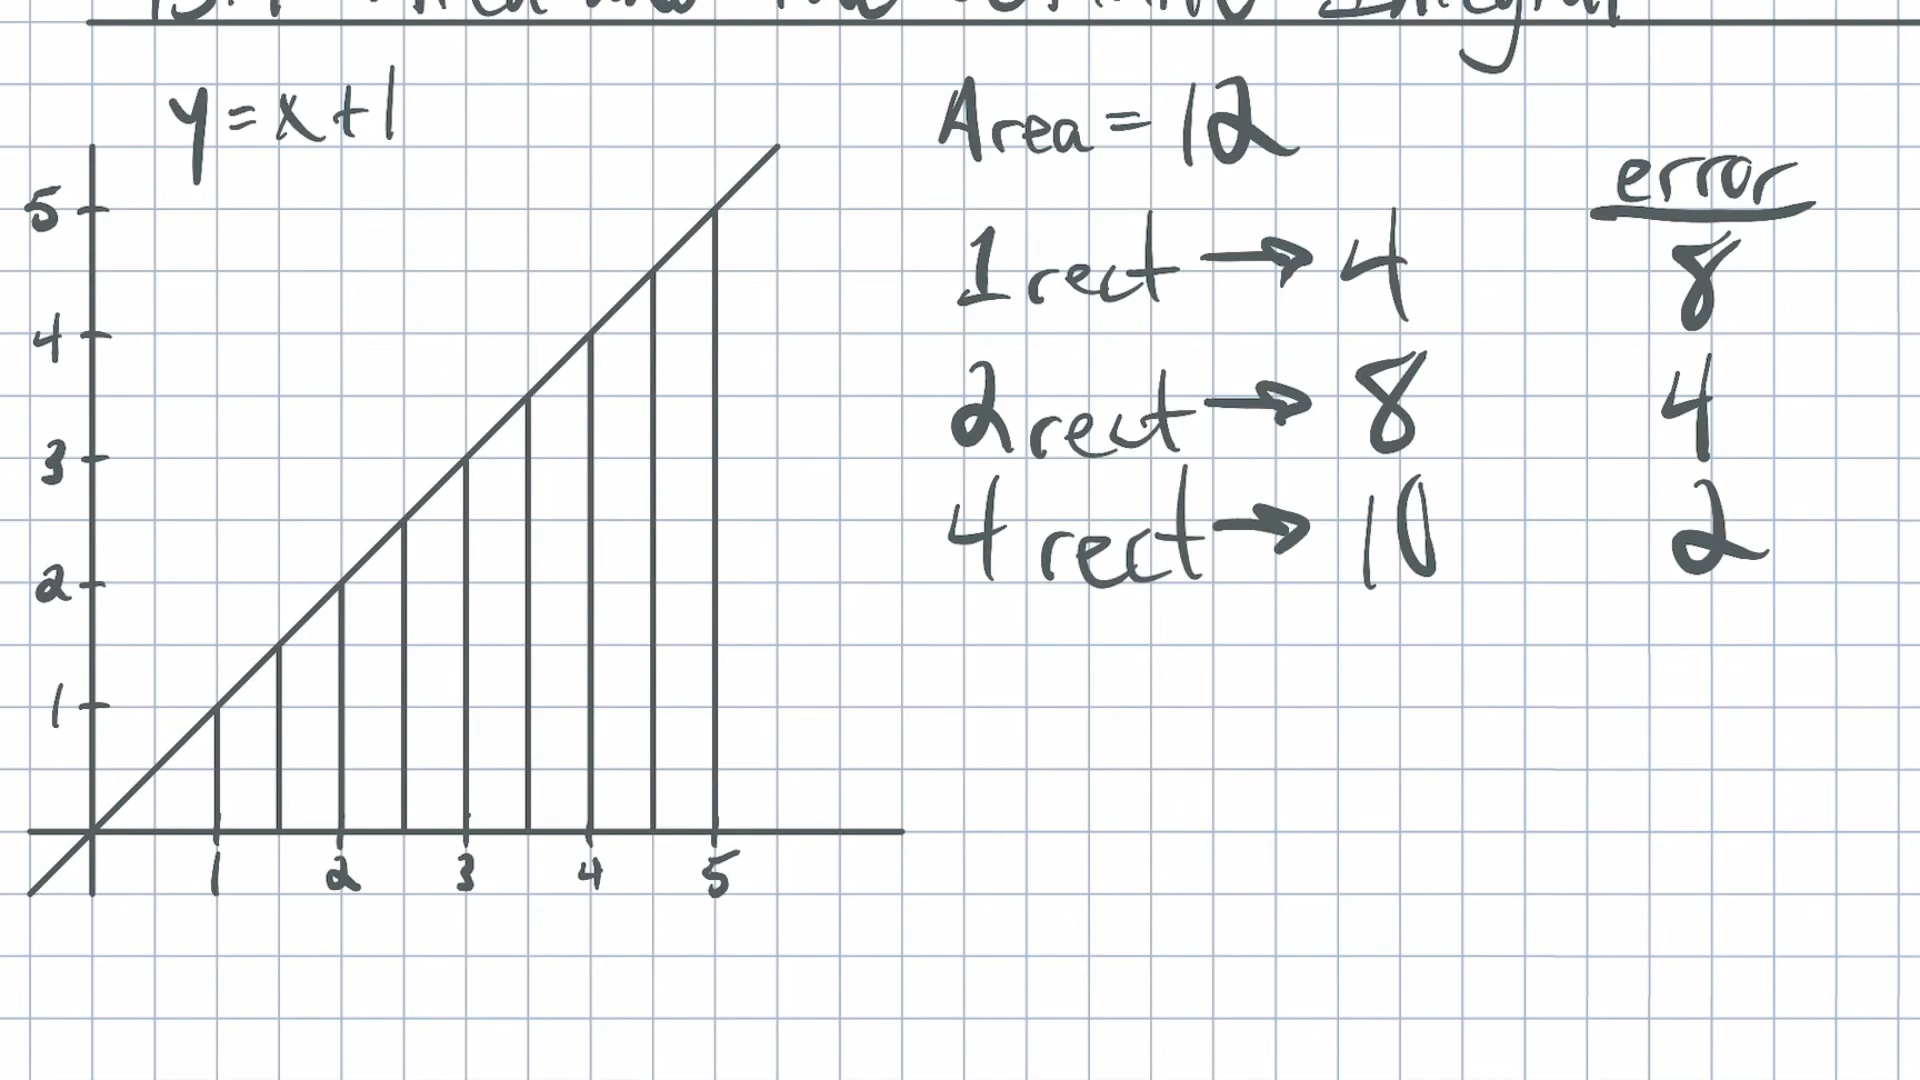 Integral
y = x + 1
Area = 12
error
1 rect → 4 8
2 rect → 8 4
4 rect → 10 2
5
4
3
2
1
1 2 3 4 5